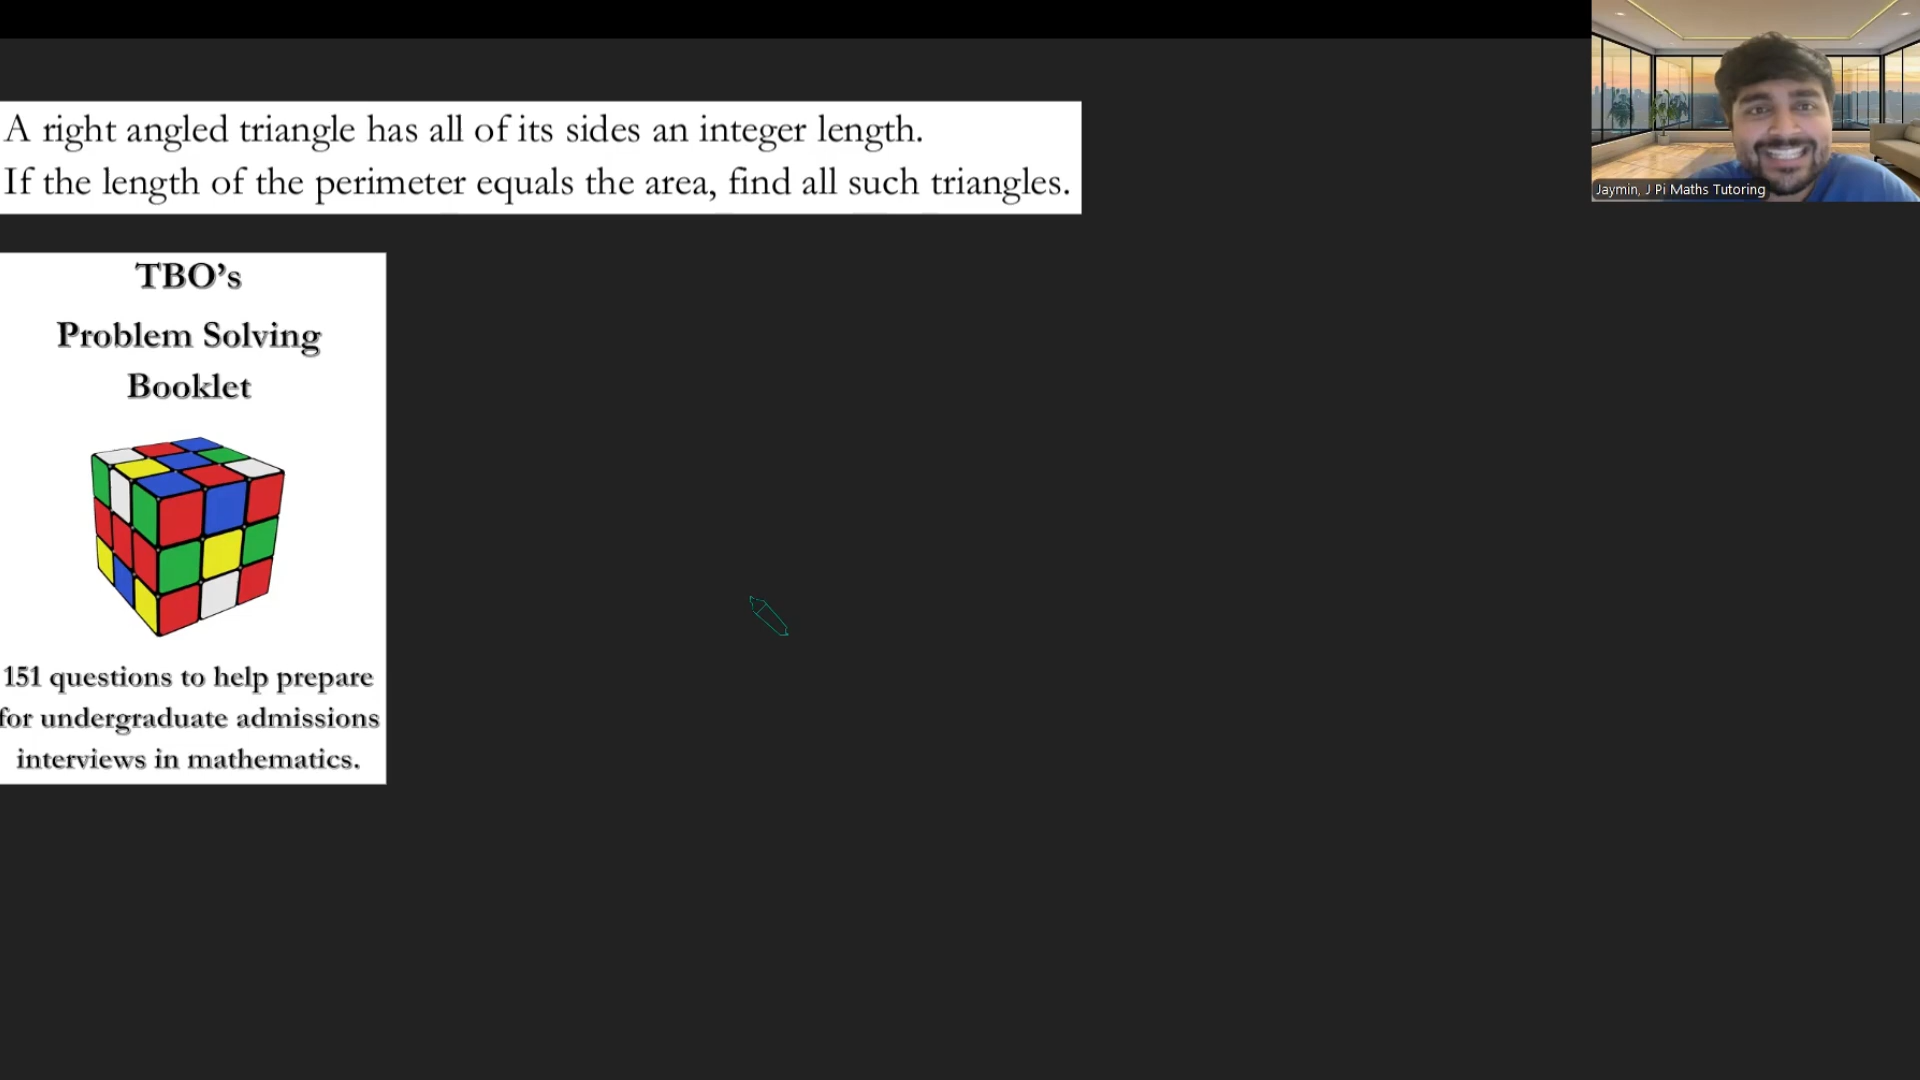 A right angled triangle has all of its sides an integer length.
If the length of the perimeter equals the area, find all such triangles.
Jaymin, J Pi Maths Tutoring
TBO’s
Problem Solving
Booklet
151 questions to help prepare
for undergraduate admissions
interviews in mathematics.